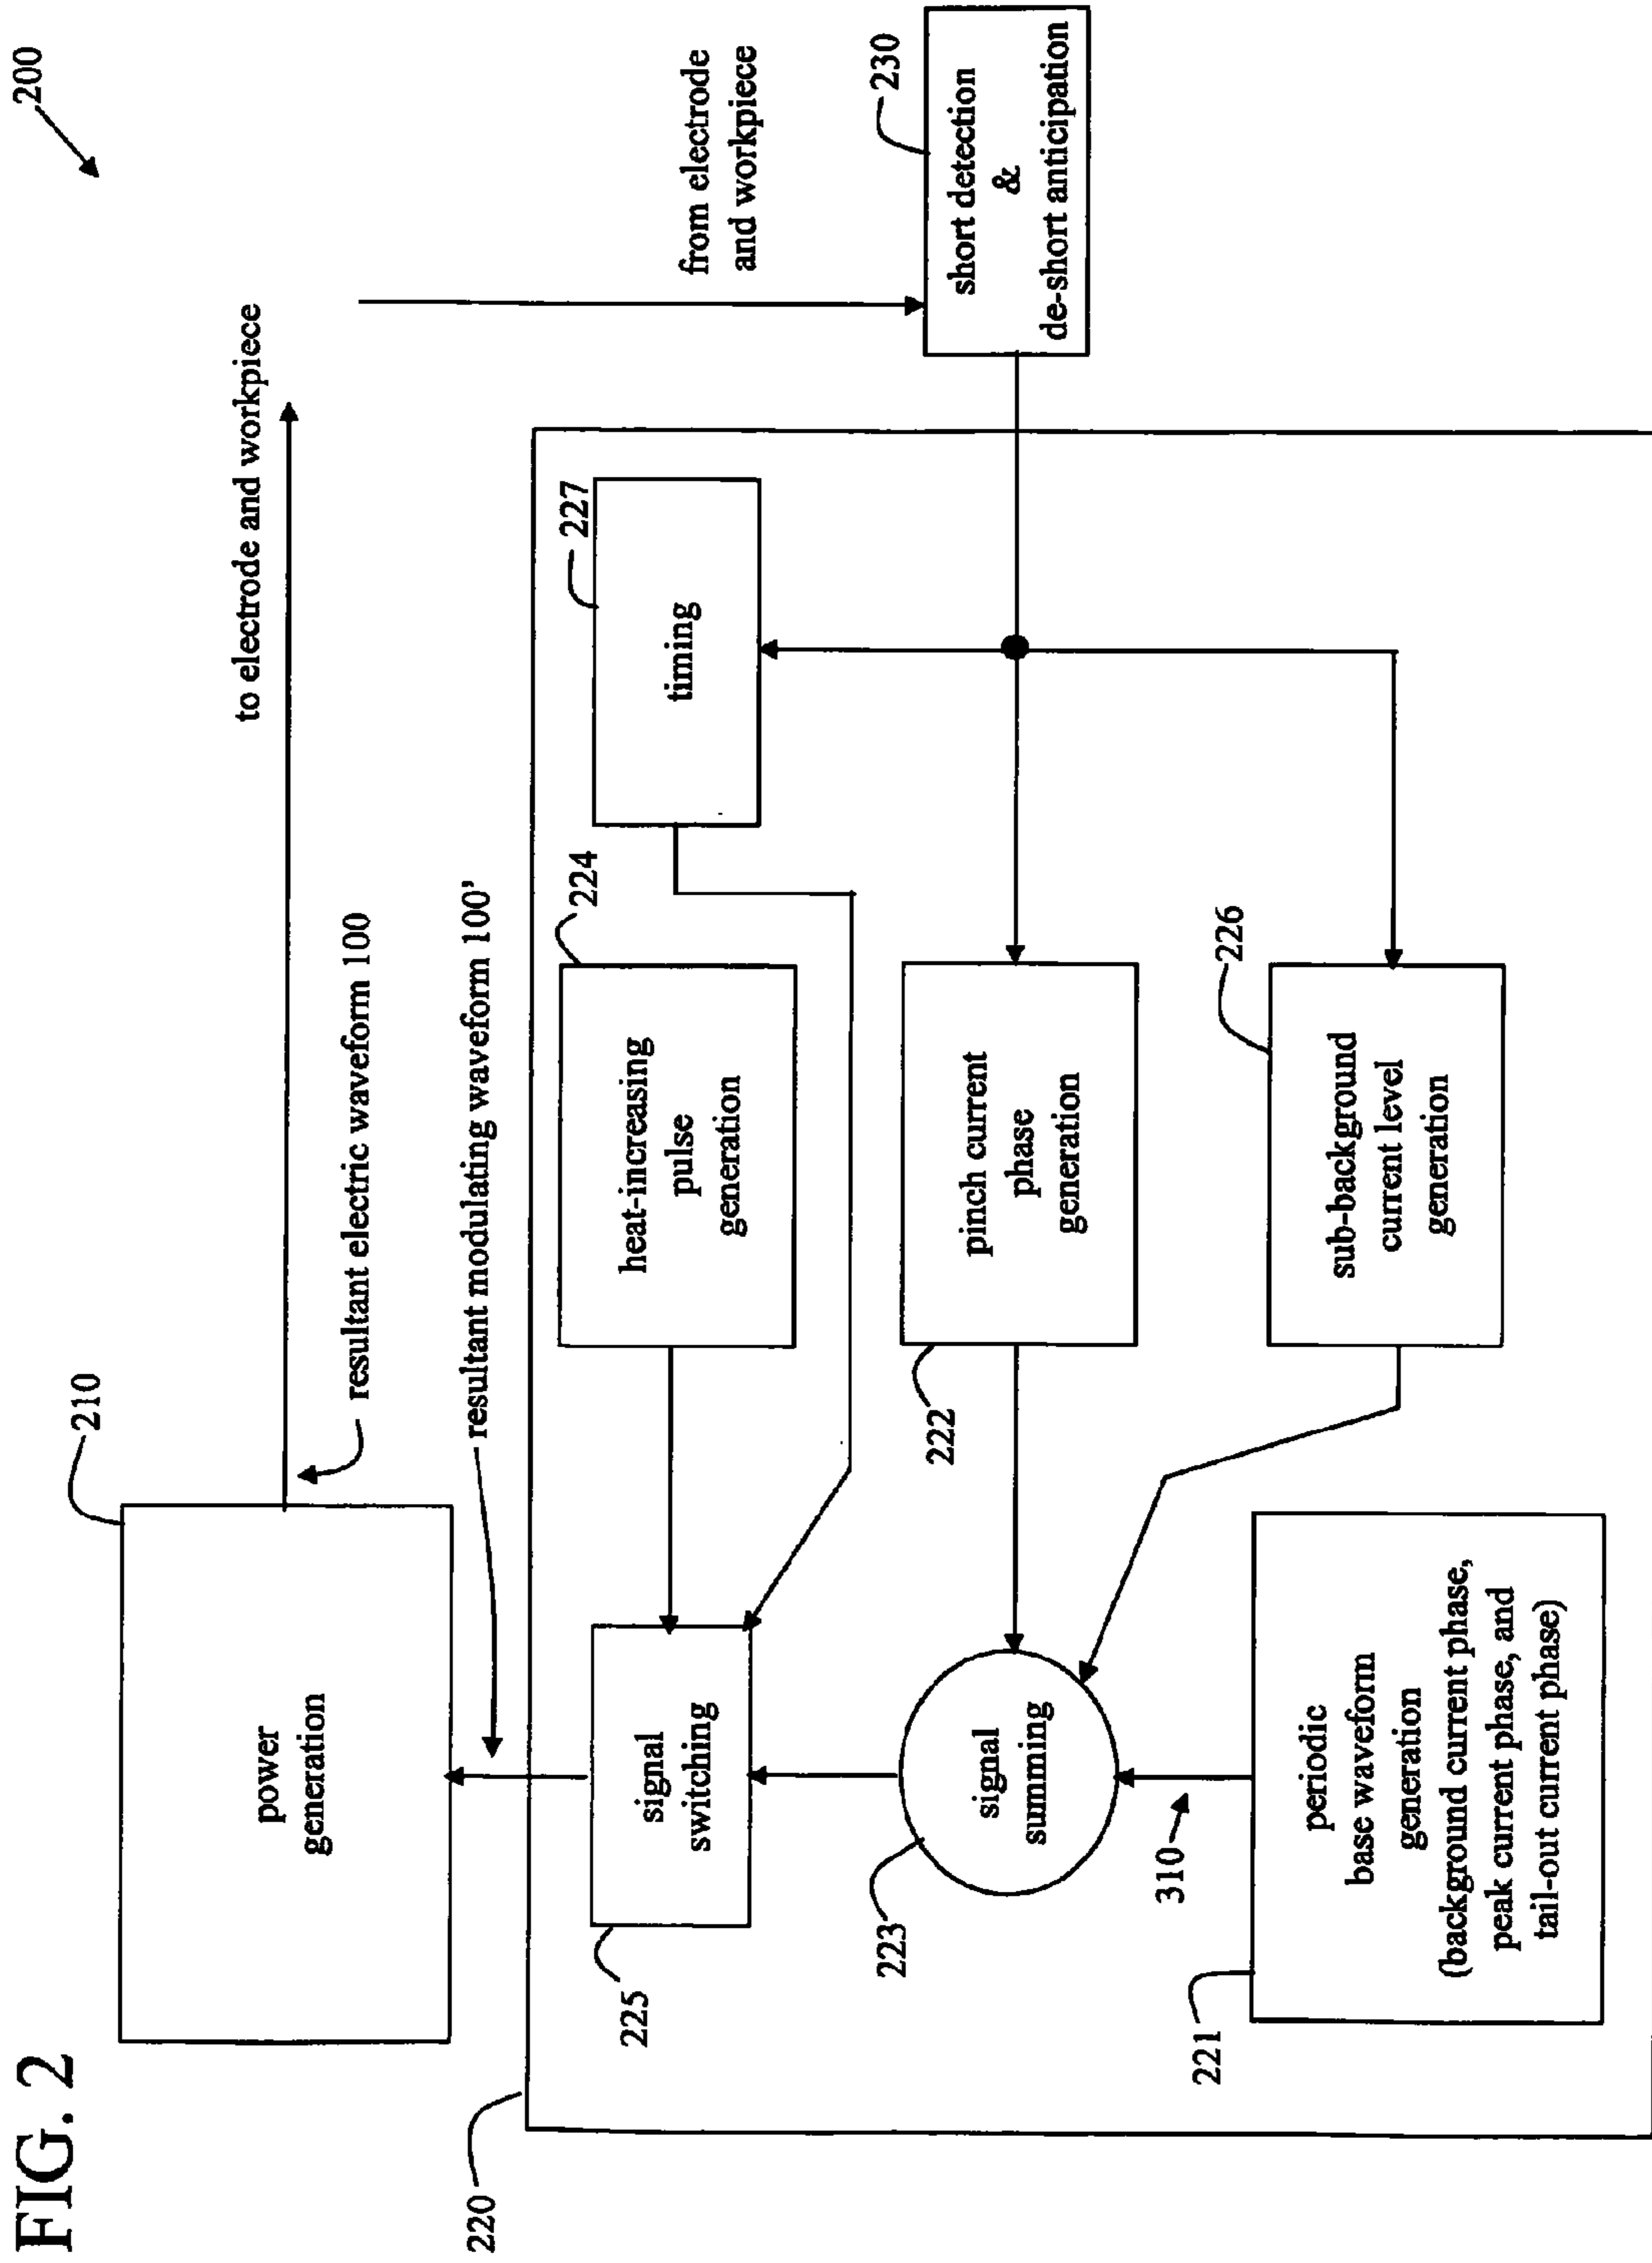 FIG. 2
200
210
power
generation
to electrode and workpiece
resultant electric waveform 100
resultant modulating waveform 100'
from electrode
and workpiece
220
225
signal
switching
224
heat-increasing
pulse
generation
227
timing
230
short detection
&
de-short anticipation
223
signal
summing
222
pinch current
phase
generation
310
226
sub-background
current level
generation
221
periodic
base waveform
generation
(background current phase,
peak current phase, and
tail-out current phase)